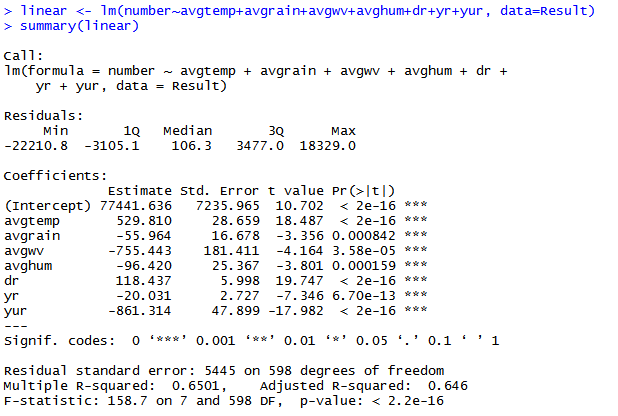 > linear <- lm(number~avgtemp+avgrain+avgwv+avghum+dr+yr+yur, data=Result)
> summary(linear)
Call:
lm(formula = number ~ avgtemp + avgrain + avgwv + avghum + dr +
    yr + yur, data = Result)
Residuals:
     Min       1Q   Median       3Q      Max
-22210.8  -3105.1    106.3   3477.0  18329.0
Coefficients:
             Estimate Std. Error t value Pr(>|t|)
(Intercept) 77441.636   7235.965  10.702  < 2e-16 ***
avgtemp       529.810     28.659  18.487  < 2e-16 ***
avgrain       -55.964     16.678  -3.356 0.000842 ***
avgwv        -755.443    181.411  -4.164 3.58e-05 ***
avghum        -96.420     25.367  -3.801 0.000159 ***
dr            118.437      5.998  19.747  < 2e-16 ***
yr            -20.031      2.727  -7.346 6.70e-13 ***
yur          -861.314     47.899 -17.982  < 2e-16 ***
---
Signif. codes:  0 ‘***’ 0.001 ‘**’ 0.01 ‘*’ 0.05 ‘.’ 0.1 ‘ ’ 1
Residual standard error: 5445 on 598 degrees of freedom
Multiple R-squared:  0.6501,    Adjusted R-squared:  0.646
F-statistic: 158.7 on 7 and 598 DF,  p-value: < 2.2e-16